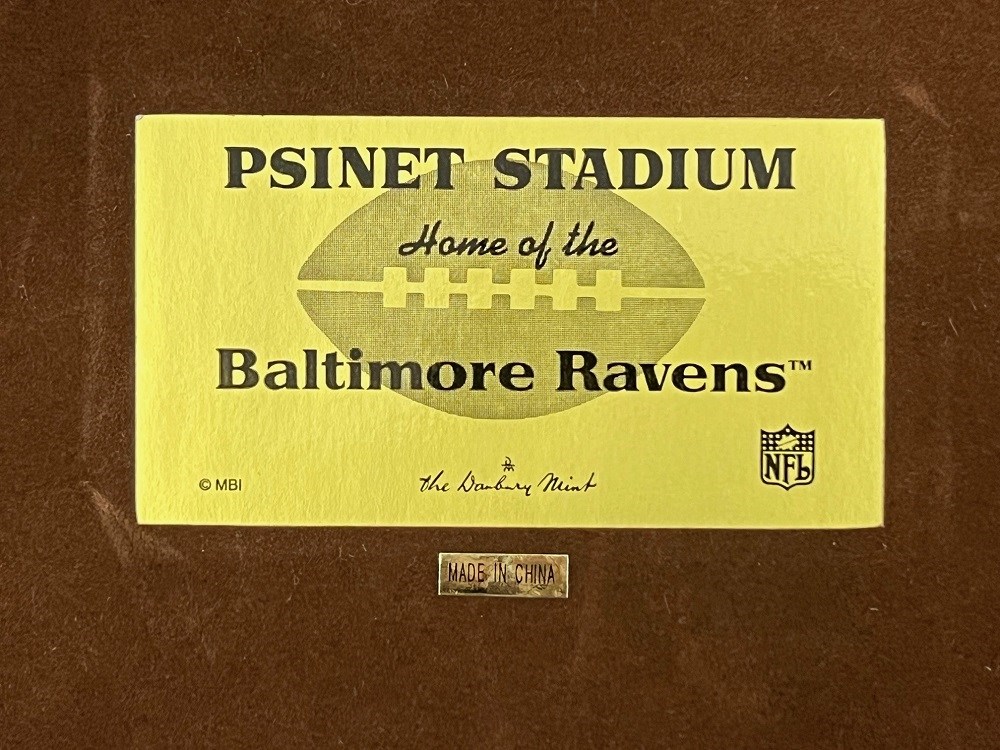 PSINET STADIUM
Home of the
Baltimore Ravens™
NFL
© MBI
the Danbury Mint
MADE IN CHINA